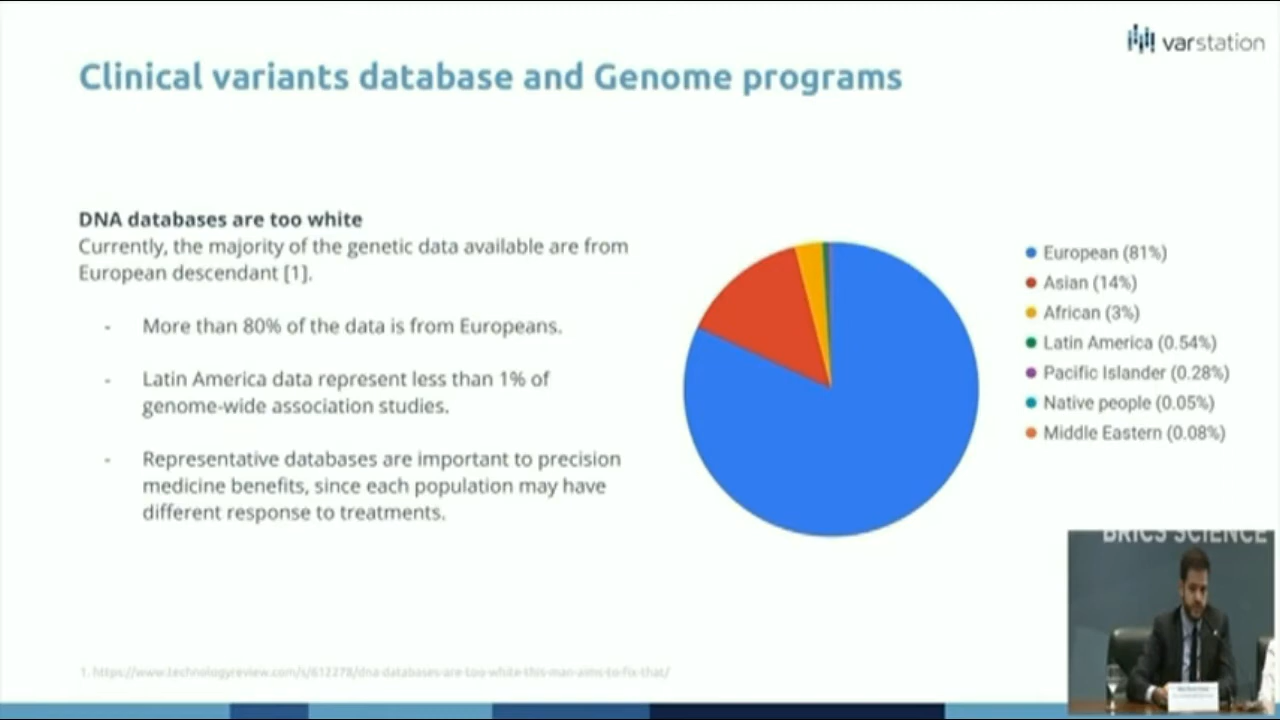 varstation
Clinical variants database and Genome programs
DNA databases are too white
Currently, the majority of the genetic data available are from
European descendant [1].
- More than 80% of the data is from Europeans.
- Latin America data represent less than 1% of
genome-wide association studies.
- Representative databases are important to precision
medicine benefits, since each population may have
different response to treatments.
European (81%)
Asian (14%)
African (3%)
Latin America (0.54%)
Pacific Islander (0.28%)
Native people (0.05%)
Middle Eastern (0.08%)
BRICS SCIENCE
1. https://www.technologyreview.com/s/612278/dna-databases-are-too-white-this-man-aims-to-fix-that/